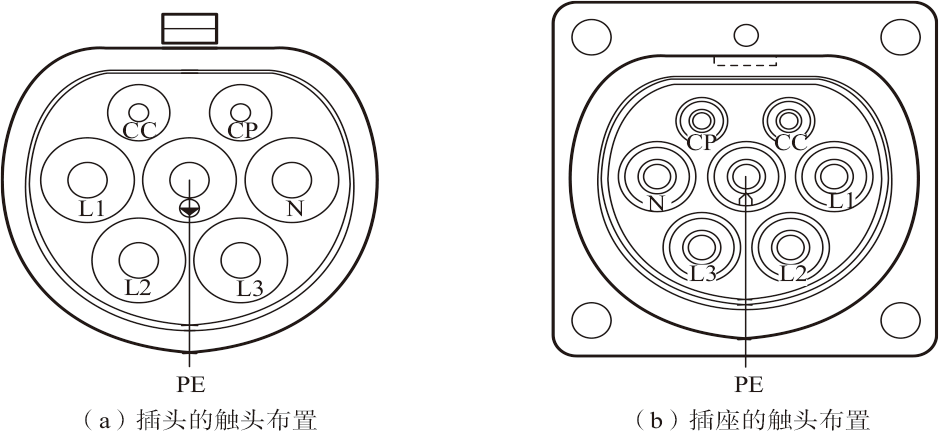 CC CP
L1 N
L2 L3
PE
（a）插头的触头布置
CP CC
N L1
L3 L2
PE
（b）插座的触头布置